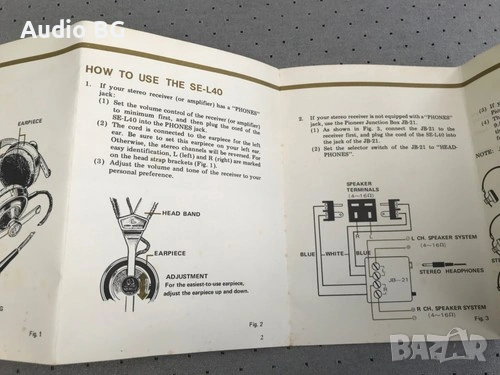 Audio BG
HOW TO USE THE SE-L40
1. If your stereo receiver (or amplifier) has a "PHONES"
jack:
(1) Set the volume control of the receiver (or amplifier)
to minimum first, and then plug the cord of the
SE-L40 into the PHONES jack.
(2) The cord is connected to the earpiece for the left
ear. Be sure to set this earpiece on your left ear.
Otherwise, the stereo channels will be reversed. For
easy identification, L (left) and R (right) are marked
on the head strap brackets (Fig. 1).
(3) Adjust the volume and tone of the receiver to your
personal preference.
HEAD BAND
EARPIECE
ADJUSTMENT
For the easiest-to-use earpiece,
adjust the earpiece up and down.
Fig. 2
2
EARPIECE
Fig. 1
2. If your stereo receiver is not equipped with a "PHONES"
jack, use the Pioneer Junction Box JB-21.
(1) As shown in Fig. 3, connect the JB-21 to the
receiver first, and plug the cord of the SE-L40 into
the jack of the JB-21.
(2) Set the selector switch of the JB-21 to "HEAD-
PHONES".
SPEAKER
TERMINALS
(4~16Ω)
BLUE
WHITE
BLUE
L CH. SPEAKER SYSTEM
(4~16Ω)
JB-21
STEREO HEADPHONES
R CH. SPEAKER SYSTEM
(4~16Ω)
Fig. 3
(3)
NOTE:
BAZAR